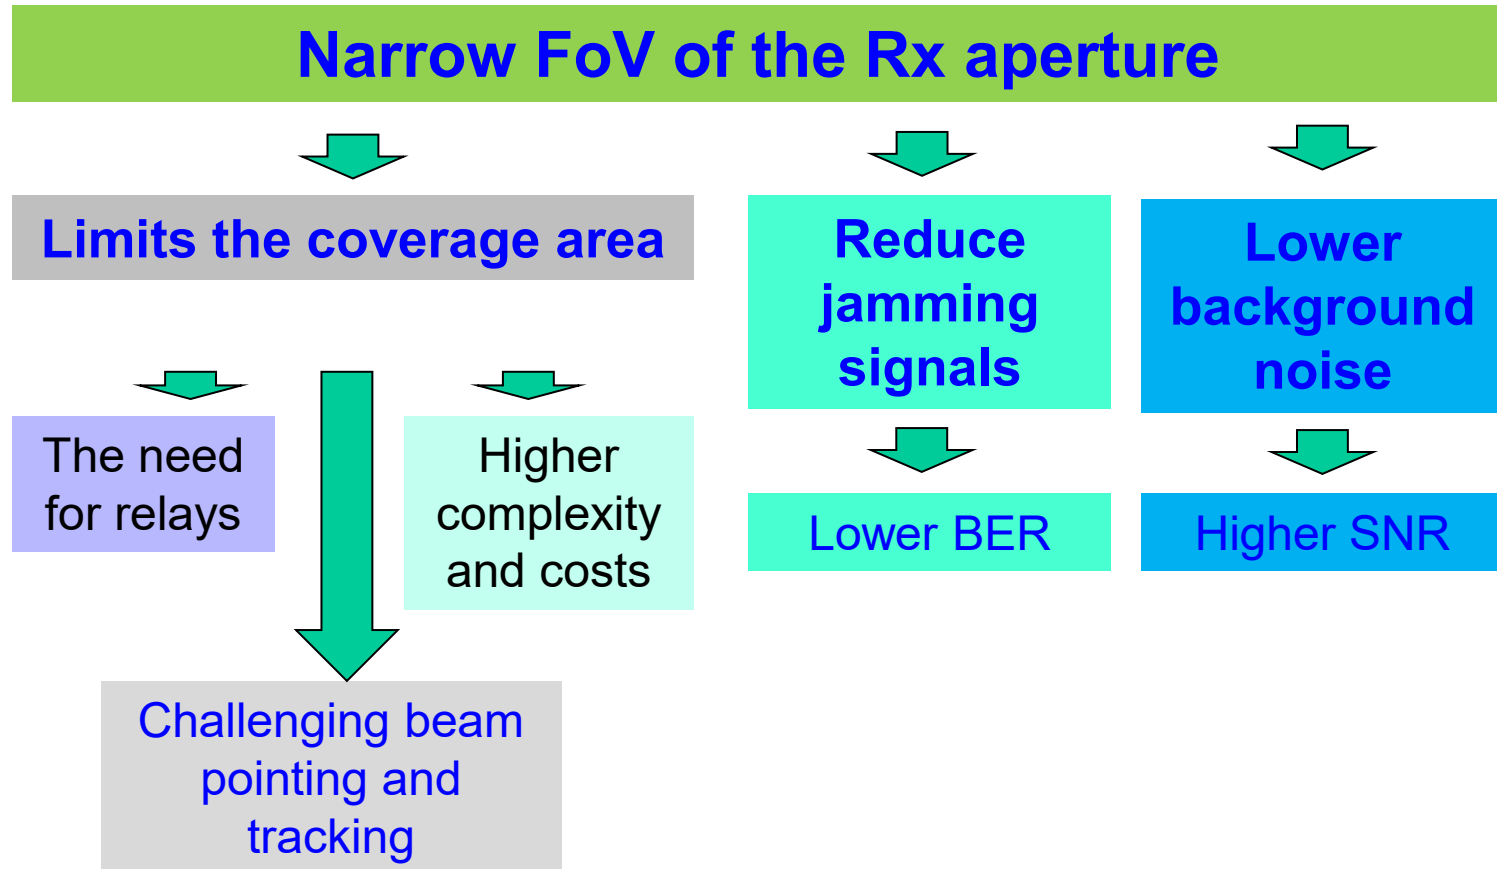 Narrow FoV of the Rx aperture
Limits the coverage area
Reduce
jamming
signals
Lower
background
noise
The need
for relays
Higher
complexity
and costs
Lower BER
Higher SNR
Challenging beam
pointing and
tracking